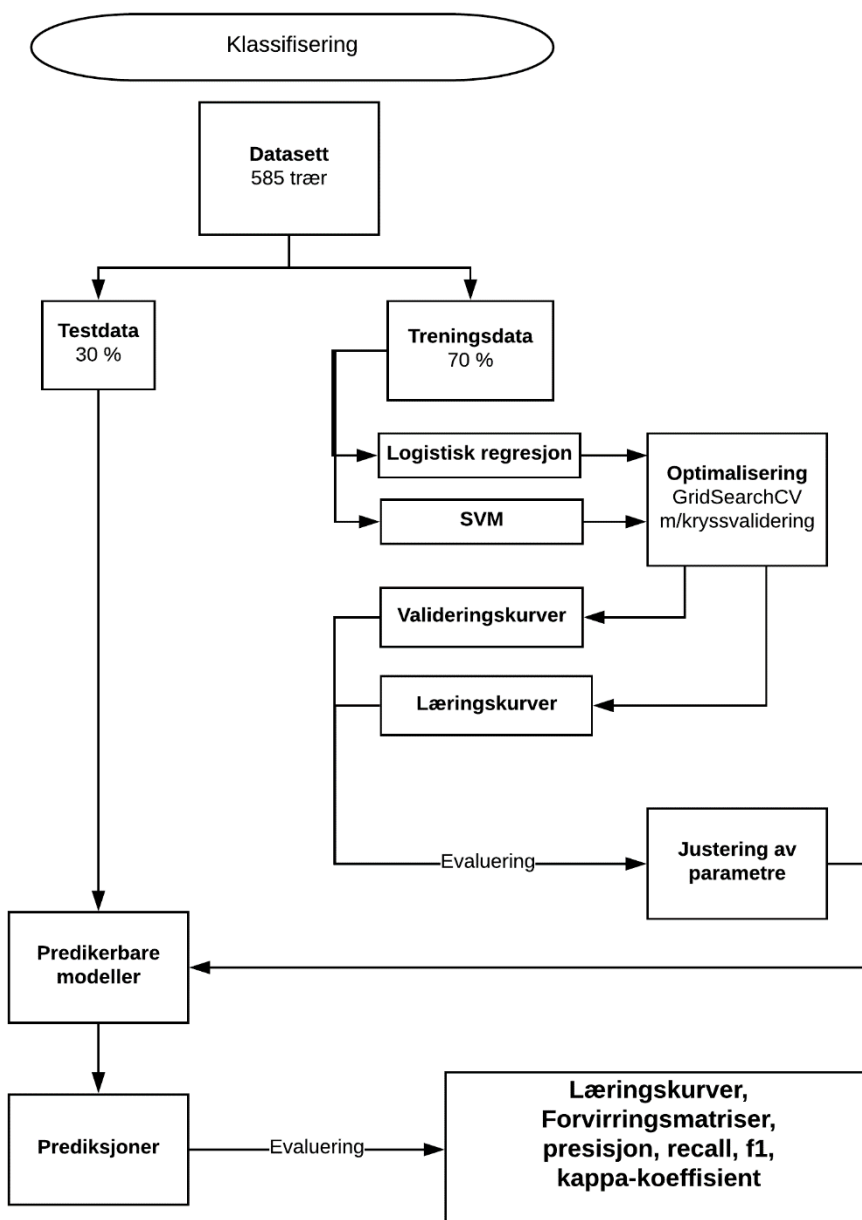 Klassifisering
Datasett
585 trær
Testdata
30 %
Treningsdata
70 %
Logistisk regresjon
SVM
Optimalisering
GridSearchCV
m/kryssvalidering
Valideringskurver
Læringskurver
Evaluering
Justering av
parametre
Predikerbare
modeller
Prediksjoner
Evaluering
Læringskurver,
Forvirringsmatriser,
presisjon, recall, f1,
kappa-koeffisient